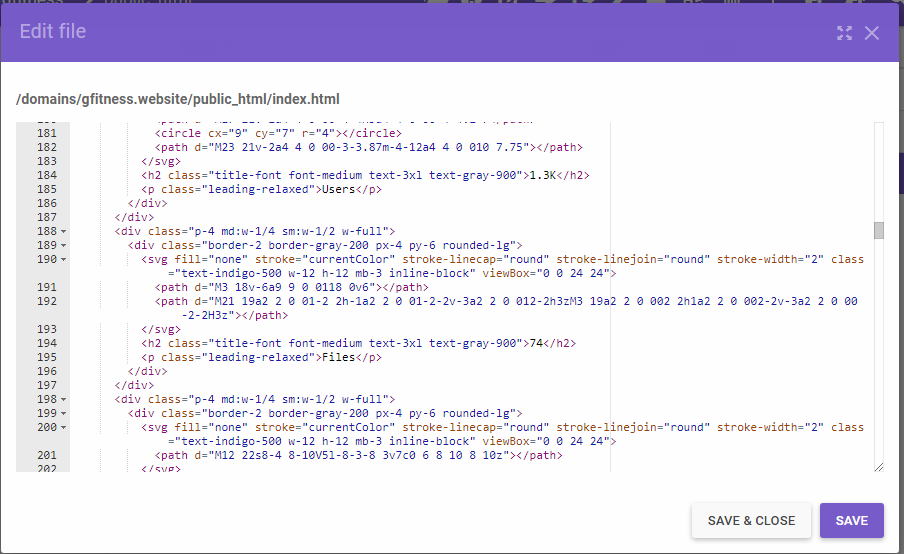 Edit file
/domains/gfitness.website/public_html/index.html
181 <circle cx="9" cy="7" r="4"></circle>
182 <path d="M23 21v-2a4 4 0 00-3-3.87m-4-12a4 4 0 010 7.75"></path>
183 </svg>
184 <h2 class="title-font font-medium text-3xl text-gray-900">1.3K</h2>
185 <p class="leading-relaxed">Users</p>
186 </div>
187 </div>
188 <div class="p-4 md:w-1/4 sm:w-1/2 w-full">
189 <div class="border-2 border-gray-200 px-4 py-6 rounded-lg">
190 <svg fill="none" stroke="currentColor" stroke-linecap="round" stroke-linejoin="round" stroke-width="2" class
="text-indigo-500 w-12 h-12 mb-3 inline-block" viewBox="0 0 24 24">
191 <path d="M3 18v-6a9 9 0 0118 0v6"></path>
192 <path d="M21 19a2 2 0 01-2 2h-1a2 2 0 01-2-2v-3a2 2 0 012-2h3zM3 19a2 2 0 002 2h1a2 2 0 002-2v-3a2 2 0 00
-2-2H3z"></path>
193 </svg>
194 <h2 class="title-font font-medium text-3xl text-gray-900">74</h2>
195 <p class="leading-relaxed">Files</p>
196 </div>
197 </div>
198 <div class="p-4 md:w-1/4 sm:w-1/2 w-full">
199 <div class="border-2 border-gray-200 px-4 py-6 rounded-lg">
200 <svg fill="none" stroke="currentColor" stroke-linecap="round" stroke-linejoin="round" stroke-width="2" class
="text-indigo-500 w-12 h-12 mb-3 inline-block" viewBox="0 0 24 24">
201 <path d="M12 22s8-4 8-10V5l-8-3-8 3v7c0 6 8 10 8 10z"></path>
202 </svg>
SAVE & CLOSE
SAVE